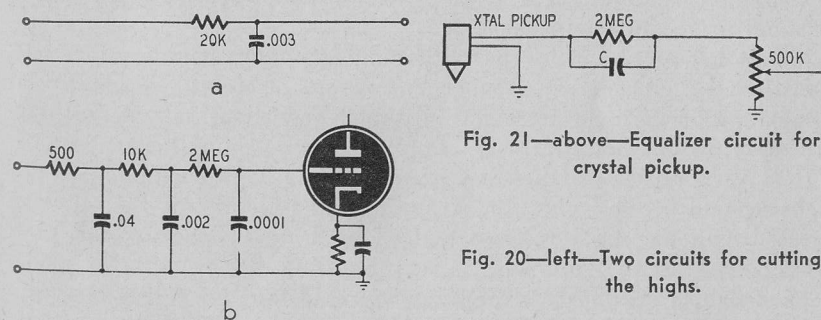 20K
.003
a
XTAL PICKUP
2MEG
C
500K
Fig. 21—above—Equalizer circuit for
crystal pickup.
500
10K
2MEG
.04
.002
.0001
b
Fig. 20—left—Two circuits for cutting
the highs.